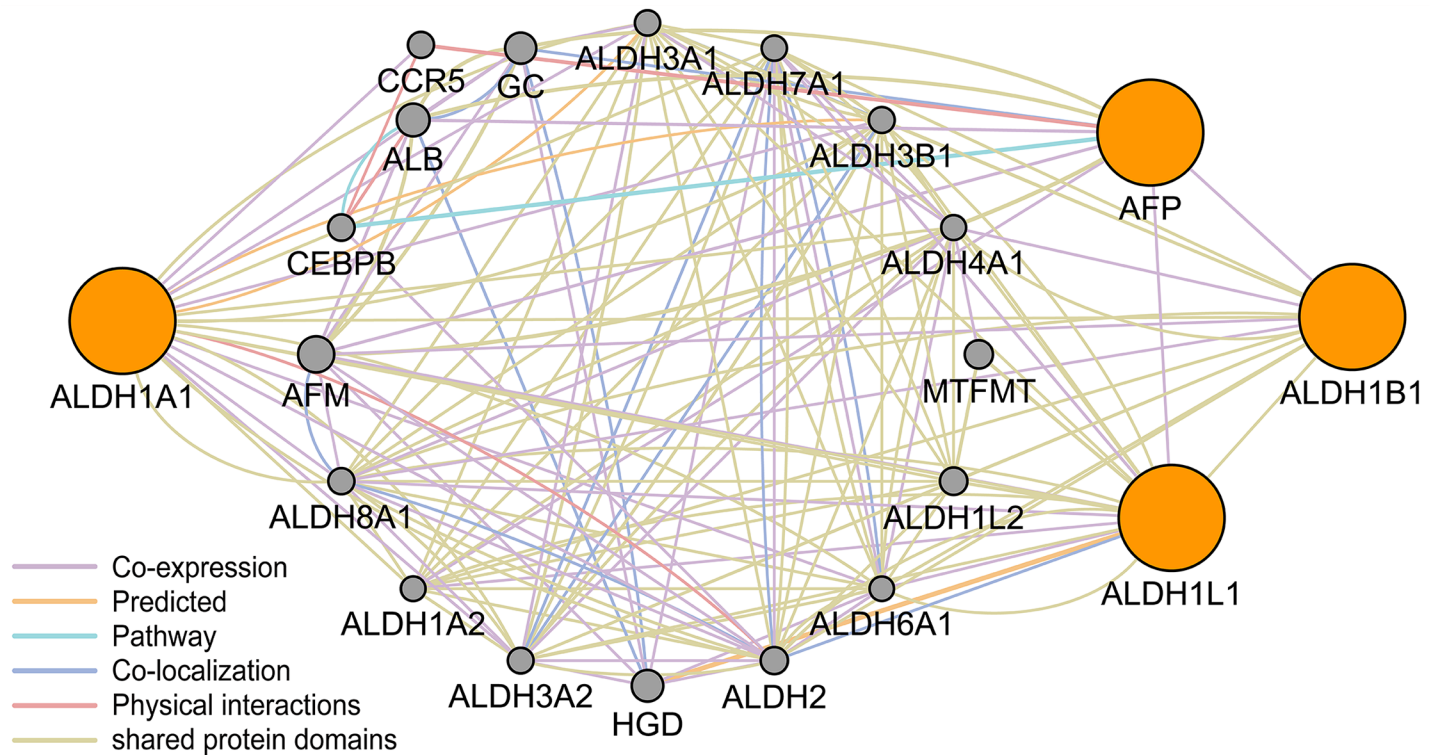 ALDH3A1
CCR5
GC
ALDH7A1
ALB
ALDH3B1
AFP
CEBPB
ALDH4A1
ALDH1A1
AFM
MTFMT
ALDH1B1
ALDH8A1
ALDH1L2
Co-expression
ALDH1L1
Predicted
ALDH1A2
ALDH6A1
Pathway
Co-localization
ALDH3A2
ALDH2
Physical interactions
HGD
shared protein domains